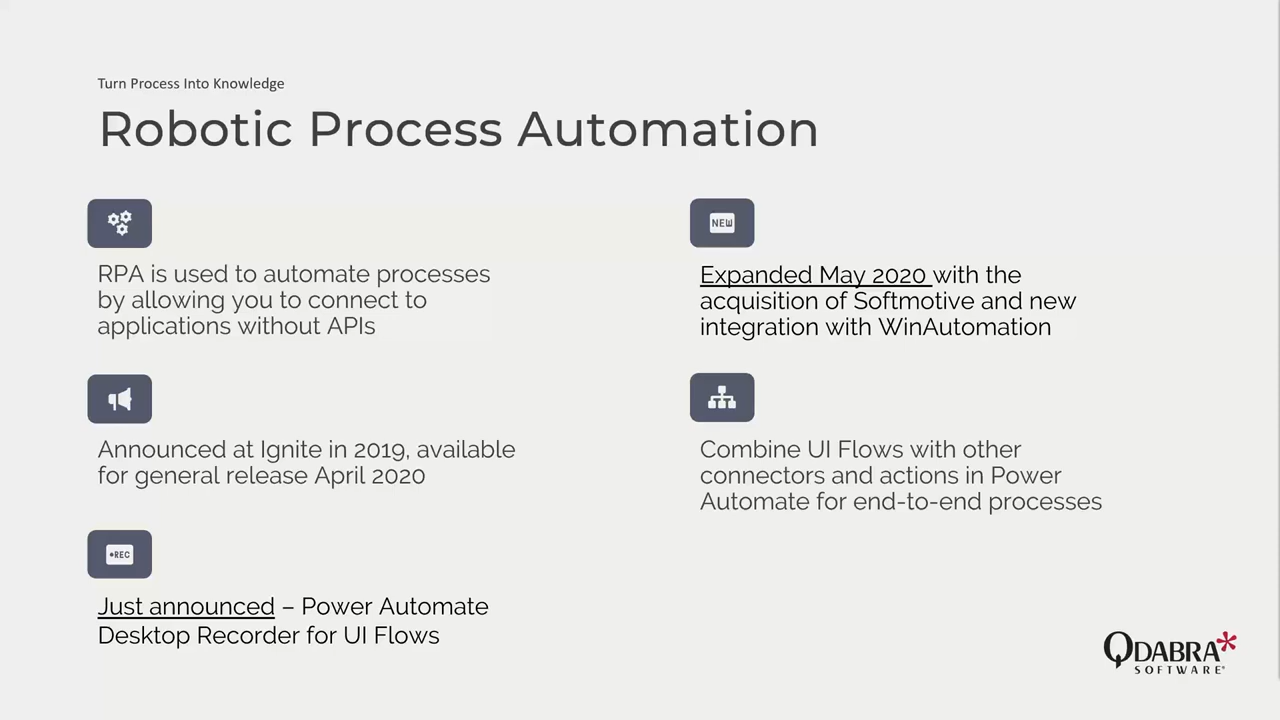 Turn Process Into Knowledge
Robotic Process Automation
RPA is used to automate processes
by allowing you to connect to
applications without APIs
Announced at Ignite in 2019, available
for general release April 2020
REC
Just announced – Power Automate
Desktop Recorder for UI Flows
NEW
Expanded May 2020 with the
acquisition of Softmotive and new
integration with WinAutomation
Combine UI Flows with other
connectors and actions in Power
Automate for end-to-end processes
QDABRA
SOFTWARE